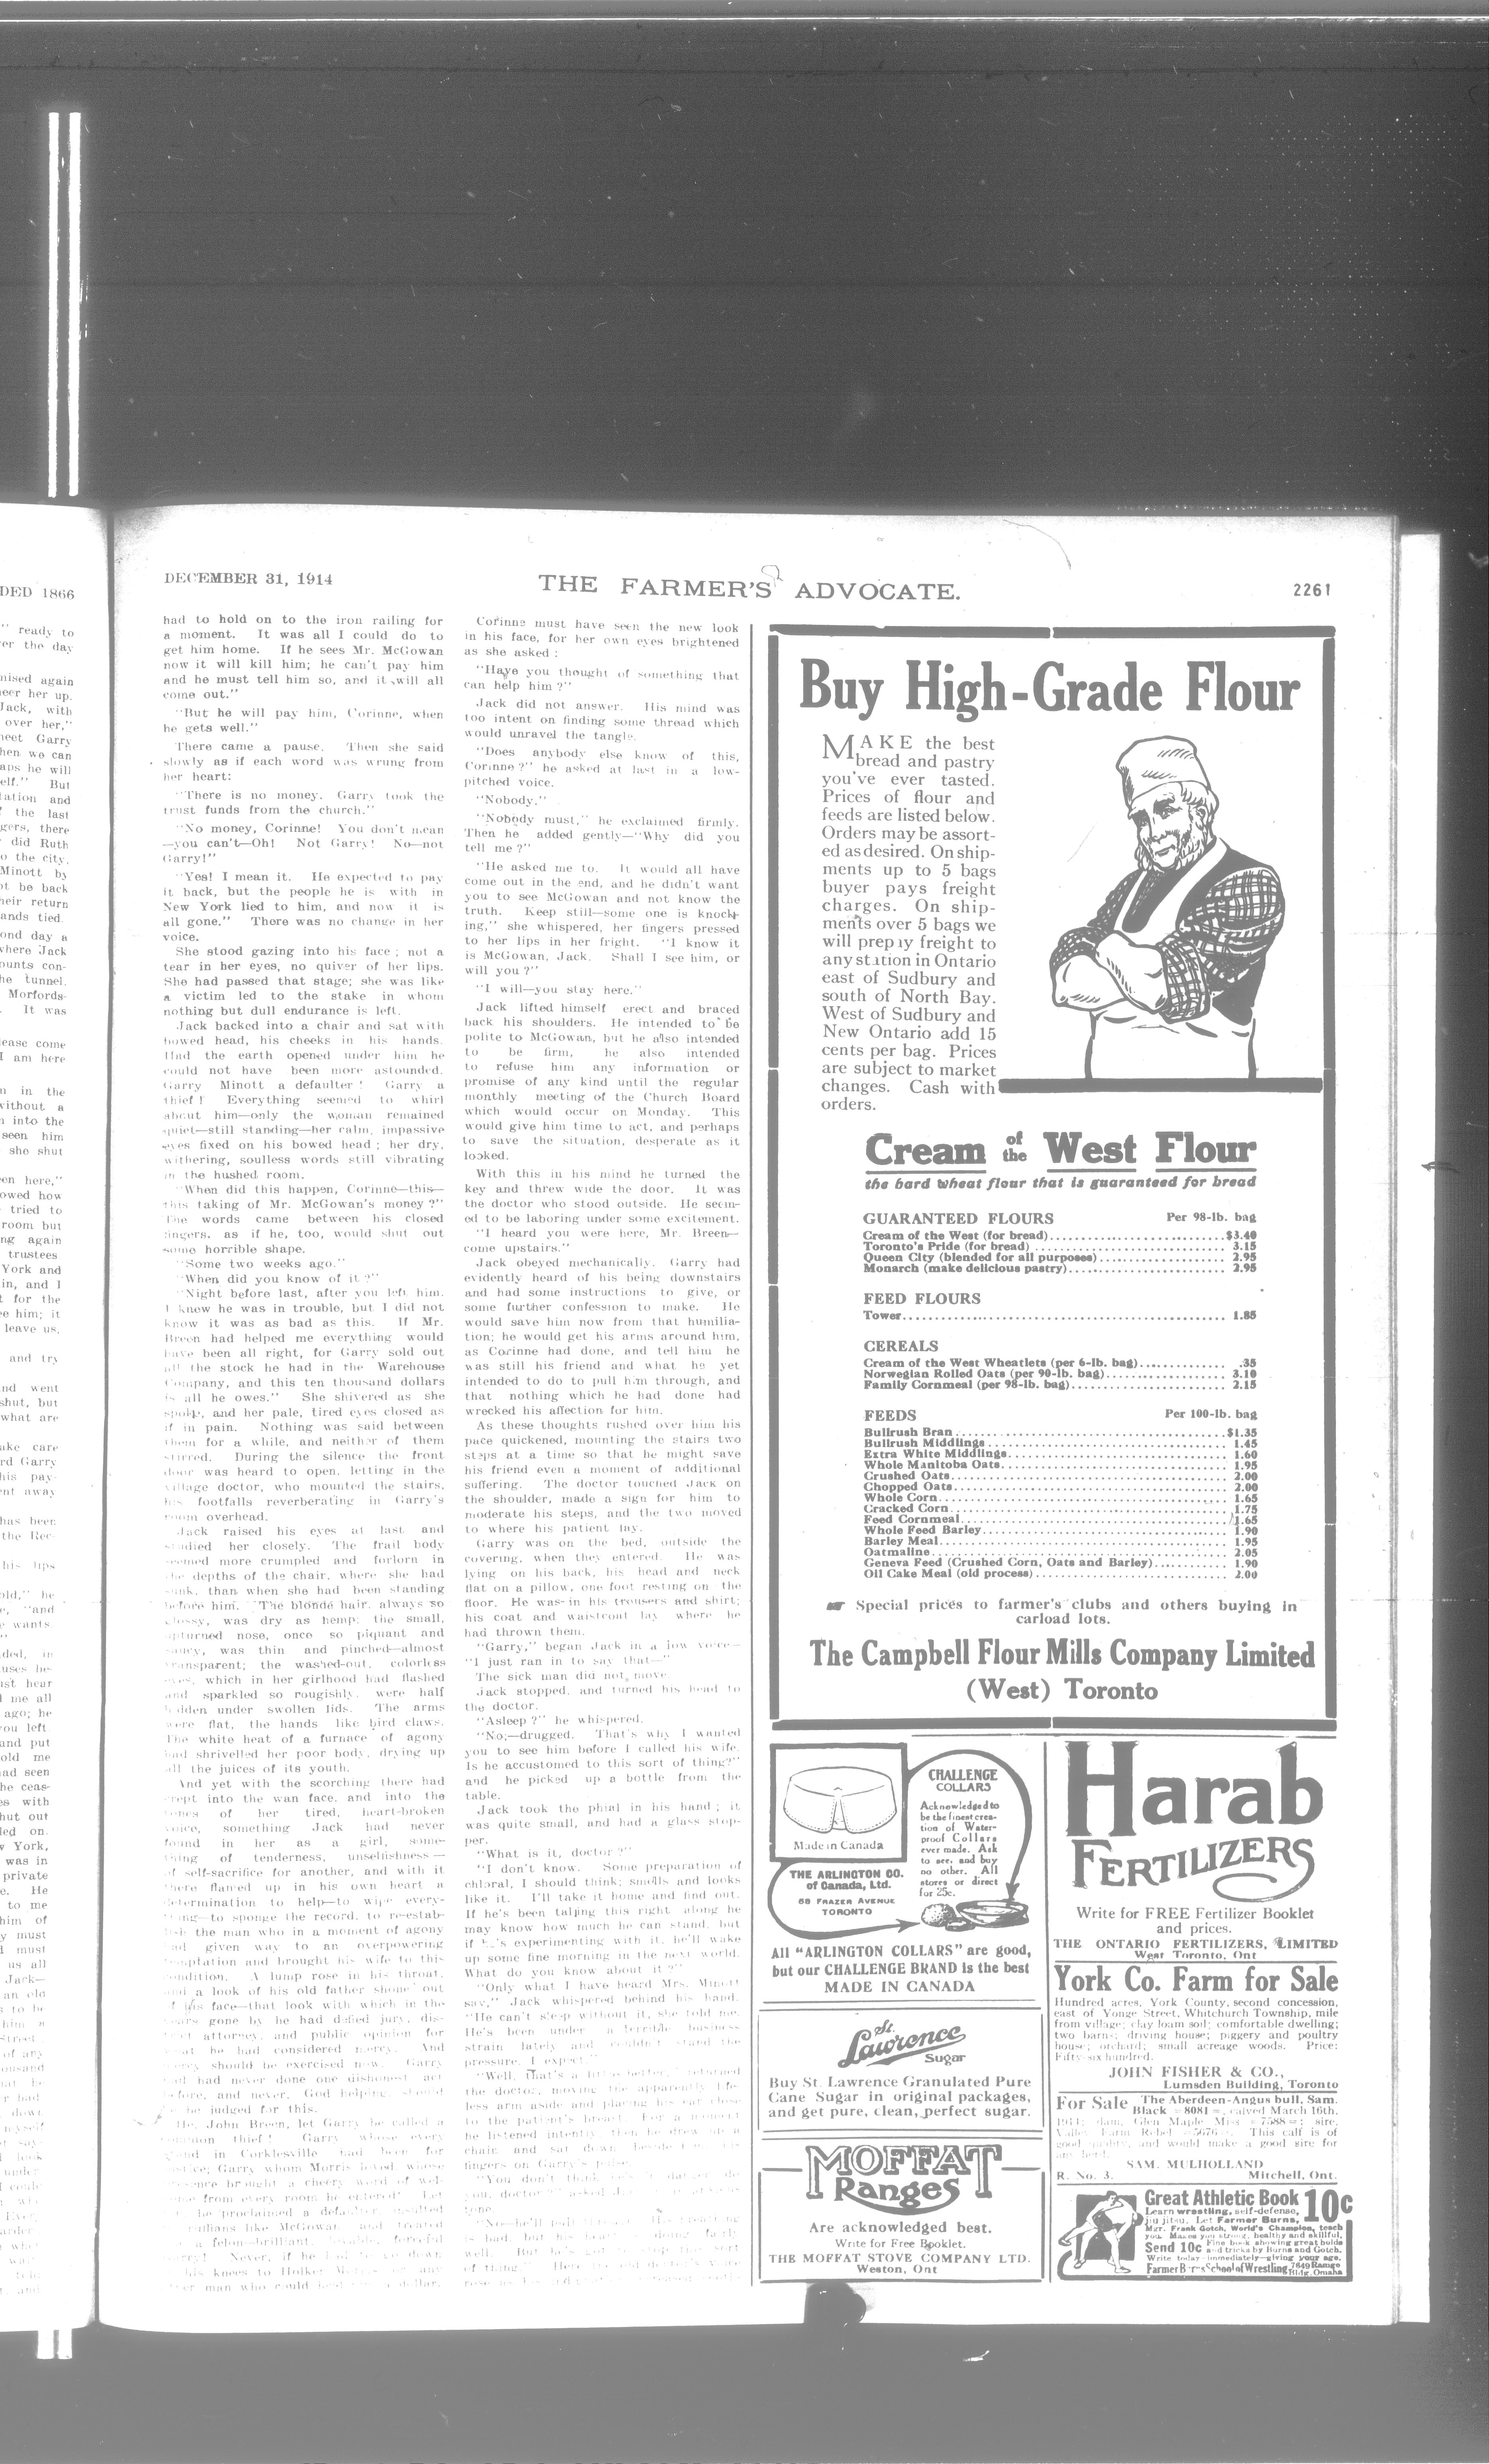 DECEMBER 31, 1914
THE FARMER'S ADVOCATE.
2261
had to hold on to the iron railing for
a moment. It was all I could do to
get him home. If he sees Mr. McGowan
now it will kill him; he can't pay him
and he must tell him so, and it will all
come out."
"But he will pay him, Corinne, when
he gets well."
There came a pause. Then she said
slowly as if each word was wrung from
her heart:
"There is no money. Garry took the
trust funds from the church."
"No money, Corinne! You don't mean
—you can't—Oh! Not Garry! No—not
Garry!"
"Yes! I mean it. He expected to pay
it back, but the people he is with in
New York lied to him, and now it is
all gone." There was no change in her
voice.
She stood gazing into his face; not a
tear in her eyes, no quiver of her lips.
She had passed that stage; she was like
a victim led to the stake in whom
nothing but dull endurance is left.
Jack backed into a chair and sat with
bowed head, his cheeks in his hands.
Had the earth opened under him he
could not have been more astounded.
Garry Minott a defaulter! Garry a
thief! Everything seemed to whirl
about him—only the woman remained
quiet—still standing—her calm, impassive
eyes fixed on his bowed head; her dry,
withering, soulless words still vibrating
in the hushed room.
"When did this happen, Corinne—this—
this taking of Mr. McGowan's money?"
The words came between his closed
fingers, as if he, too, would shut out
some horrible shape.
"Some two weeks ago."
"When did you know of it?"
"Night before last, after you left him.
I knew he was in trouble, but I did not
know it was as bad as this. If Mr.
Breen had helped me everything would
have been all right, for Garry sold out
all the stock he had in the Warehouse
Company, and this ten thousand dollars
is all he owes." She shivered as she
spoke, and her pale, tired eyes closed as
if in pain. Nothing was said between
them for a while, and neither of them
stirred. During the silence the front
door was heard to open, letting in the
village doctor, who mounted the stairs,
his footfalls reverberating in Garry's
room overhead.
Jack raised his eyes at last and
studied her closely. The frail body
seemed more crumpled and forlorn in
the depths of the chair, where she had
sunk, than when she had been standing
before him. The blonde hair, always so
glossy, was dry as hemp; the small,
upturned nose, once so piquant and
saucy, was thin and pinched—almost
transparent; the washed-out, colorless
eyes, which in her girlhood had flashed
and sparkled so rougishly, were half
hidden under swollen lids. The arms
were flat, the hands like bird claws.
The white heat of a furnace of agony
had shrivelled her poor body, drying up
all the juices of its youth.
And yet with the scorching there had
crept into the wan face, and into the
tones of her tired, heart-broken
voice, something Jack had never
found in her as a girl, some-
thing of tenderness, unselfishness—
of self-sacrifice for another, and with it
there flamed up in his own heart a
determination to help—to wipe every-
thing—to sponge the record, to re-estab-
lish the man who in a moment of agony
had given way to an overpowering
temptation and brought his wife to this
condition. A lump rose in his throat,
and a look of his old father shone out
of his face—that look with which in the
years gone by he had defied jury, dis-
trict attorney, and public opinion for
what he had considered mercy. And
mercy should be exercised now. Garry
had had never done one dishonest act
before, and never, God helping, should
he be judged for this.
He, John Breen, let Garry be called a
common thief! Garry whose every
in Corklesville had been for
justice; Garry whom Morris loved, whose
presence brought a cheery word of wel-
come from every room he entered! Let
he proclaimed a defaulter, insulted
ruffians like McGowan and treated
a felon—brilliant, lovable, forceful
Garry! Never, if he had to go down
his knees to Holker Morris or any
other man who could
Corinne must have seen the new look
in his face, for her own eyes brightened
as she asked:
"Have you thought of something that
can help him?"
Jack did not answer. His mind was
too intent on finding some thread which
would unravel the tangle.
"Does anybody else know of this,
Corinne?" he asked at last in a low-
pitched voice.
"Nobody."
"Nobody must," he exclaimed firmly.
Then he added gently—"Why did you
tell me?"
"He asked me to. It would all have
come out in the end, and he didn't want
you to see McGowan and not know the
truth. Keep still—some one is knock-
ing," she whispered, her fingers pressed
to her lips in her fright. "I know it
is McGowan, Jack. Shall I see him, or
will you?"
"I will—you stay here."
Jack lifted himself erect and braced
back his shoulders. He intended to be
polite to McGowan, but he also intended
to be firm, he also intended
to refuse him any information or
promise of any kind until the regular
monthly meeting of the Church Board
which would occur on Monday. This
would give him time to act, and perhaps
to save the situation, desperate as it
looked.
With this in his mind he turned the
key and threw wide the door. It was
the doctor who stood outside. He seem-
ed to be laboring under some excitement.
"I heard you were here, Mr. Breen—
come upstairs."
Jack obeyed mechanically. Garry had
evidently heard of his being downstairs
and had some instructions to give, or
some further confession to make. He
would save him now from that humilia-
tion; he would get his arms around him,
as Corinne had done, and tell him he
was still his friend and what he yet
intended to do to pull him through, and
that nothing which he had done had
wrecked his affection for him.
As these thoughts rushed over him his
pace quickened, mounting the stairs two
steps at a time so that he might save
his friend even a moment of additional
suffering. The doctor touched Jack on
the shoulder, made a sign for him to
moderate his steps, and the two moved
to where his patient lay.
Garry was on the bed, outside the
covering, when they entered. He was
lying on his back, his head and neck
flat on a pillow, one foot resting on the
floor. He was in his trousers and shirt;
his coat and waistcoat lay where he
had thrown them.
"Garry," began Jack in a low voice—
"I just ran in to say that—"
The sick man did not move.
Jack stopped, and turned his head to
the doctor.
"Asleep?" he whispered.
"No;—drugged. That's why I wanted
you to see him before I called his wife.
Is he accustomed to this sort of thing?"
and he picked up a bottle from the
table.
Jack took the phial in his hand; it
was quite small, and had a glass stop-
per.
"What is it, doctor?"
"I don't know. Some preparation of
chloral, I should think; smells and looks
like it. I'll take it home and find out.
If he's been taking this right along he
may know how much he can stand, but
if he's experimenting with it, he'll wake
up some fine morning in the next world.
What do you know about it?"
"Only what I have heard Mrs. Minott
say," Jack whispered behind his hand.
"He can't sleep without it, she told me.
He's been under a terrible business
strain lately and couldn't stand the
pressure, I expect."
"Well, that's a little better," returned
the doctor, moving the apparently life-
less arm aside and placing his ear close
to the patient's breast. For a moment
he listened intently, then he drew up a
chair and sat down beside
fingers on Garry's pulse.
"You don't think
you, doctor?" asked
tone.
Buy High-Grade Flour
MAKE the best
bread and pastry
you've ever tasted.
Prices of flour and
feeds are listed below.
Orders may be assort-
ed as desired. On ship-
ments up to 5 bags
buyer pays freight
charges. On ship-
ments over 5 bags we
will prepay freight to
any station in Ontario
east of Sudbury and
south of North Bay.
West of Sudbury and
New Ontario add 15
cents per bag. Prices
are subject to market
changes. Cash with
orders.
Cream of the West Flour
the hard wheat flour that is guaranteed for bread
GUARANTEED FLOURS Per 98-lb. bag
Cream of the West (for bread) $3.40
Toronto's Pride (for bread) 3.15
Queen City (blended for all purposes) 2.95
Monarch (make delicious pastry) 2.95
FEED FLOURS
Tower 1.85
CEREALS
Cream of the West Wheatlets (per 6-lb. bag) .35
Norwegian Rolled Oats (per 90-lb. bag) 3.10
Family Cornmeal (per 98-lb. bag) 2.15
FEEDS Per 100-lb. bag
Bullrush Bran $1.35
Bullrush Middlings 1.45
Extra White Middlings 1.60
Whole Manitoba Oats 1.95
Crushed Oats 2.00
Chopped Oats 2.00
Whole Corn 1.65
Cracked Corn 1.75
Feed Cornmeal 1.65
Whole Feed Barley 1.90
Barley Meal 1.95
Oatmaline 2.05
Geneva Feed (Crushed Corn, Oats and Barley) 1.90
Oil Cake Meal (old process) 2.00
Special prices to farmer's clubs and others buying in
carload lots.
The Campbell Flour Mills Company Limited
(West) Toronto
Made in Canada
CHALLENGE
COLLARS
Acknowledged to
be the finest crea-
tion of Water-
proof Collars
ever made. Ask
to see, and buy
no other. All
stores or direct
for 25c.
THE ARLINGTON CO.
of Canada, Ltd.
58 FRAZER AVENUE
TORONTO
All "ARLINGTON COLLARS" are good,
but our CHALLENGE BRAND is the best
MADE IN CANADA
St.
Lawrence
Sugar
Buy St. Lawrence Granulated Pure
Cane Sugar in original packages,
and get pure, clean, perfect sugar.
MOFFAT
Ranges
Are acknowledged best.
Write for Free Booklet.
THE MOFFAT STOVE COMPANY LTD.
Weston, Ont
Harab
FERTILIZERS
Write for FREE Fertilizer Booklet
and prices.
THE ONTARIO FERTILIZERS, LIMITED
West Toronto, Ont
York Co. Farm for Sale
Hundred acres, York County, second concession,
east of Yonge Street, Whitchurch Township, mile
from village; clay loam soil; comfortable dwelling;
two barns; driving house; piggery and poultry
house; orchard; small acreage woods. Price:
Fifty-six hundred.
JOHN FISHER & CO.,
Lumsden Building, Toronto
For Sale The Aberdeen-Angus bull, Sam.
Black =8081=, calved March 16th,
1914; dam, Glen Maple Miss =7588=; sire,
Valley Farm Rebel =5676=. This calf is of
good quality, and would make a good sire for
any herd.
SAM. MULHOLLAND
R. No. 3. Mitchell, Ont.
Great Athletic Book 10c
Learn wrestling, self-defense,
jiu jitsu. Let Farmer Burns,
Mgr. Frank Gotch, World's Champion, teach
you. Makes you strong, healthy and skillful.
Send 10c Fine book showing great holds
and tricks by Burns and Gotch.
Write today—immediately—giving your age.
Farmer Burns School of Wrestling 7649 Ramge Bldg. Omaha